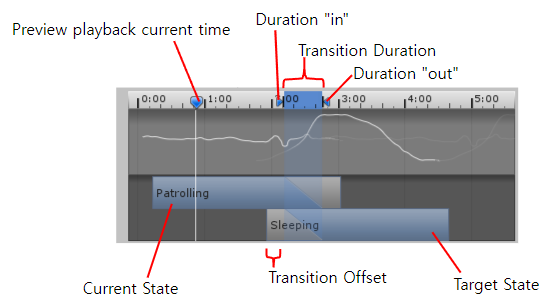 Duration "in"
Preview playback current time
Transition Duration
Duration "out"
0:00 1:00 2:00 3:00 4:00 5:00
Patrolling
Sleeping
Current State
Transition Offset
Target State